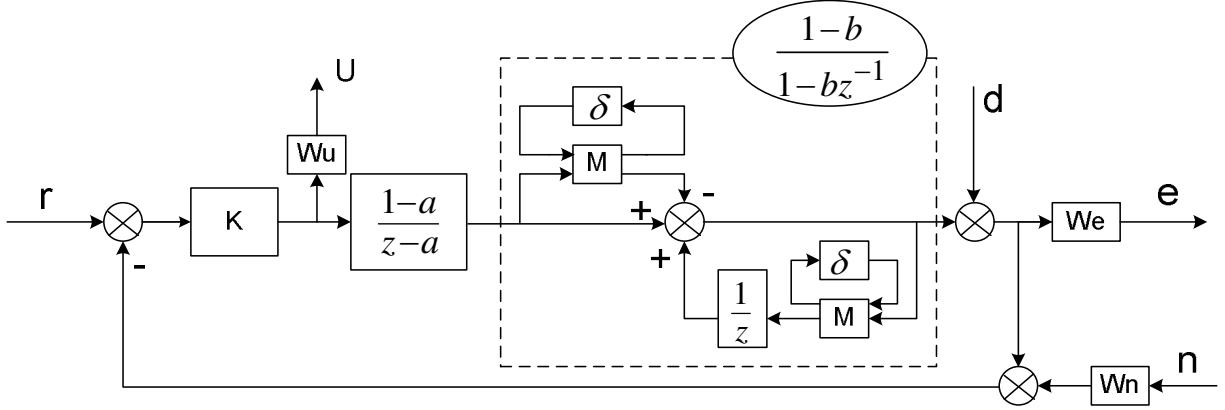 1-b
1-bz^{-1}
U
δ
d
Wu
M
-
r
K
1-a
z-a
+
e
We
-
+
δ
1
z
M
Wn
n